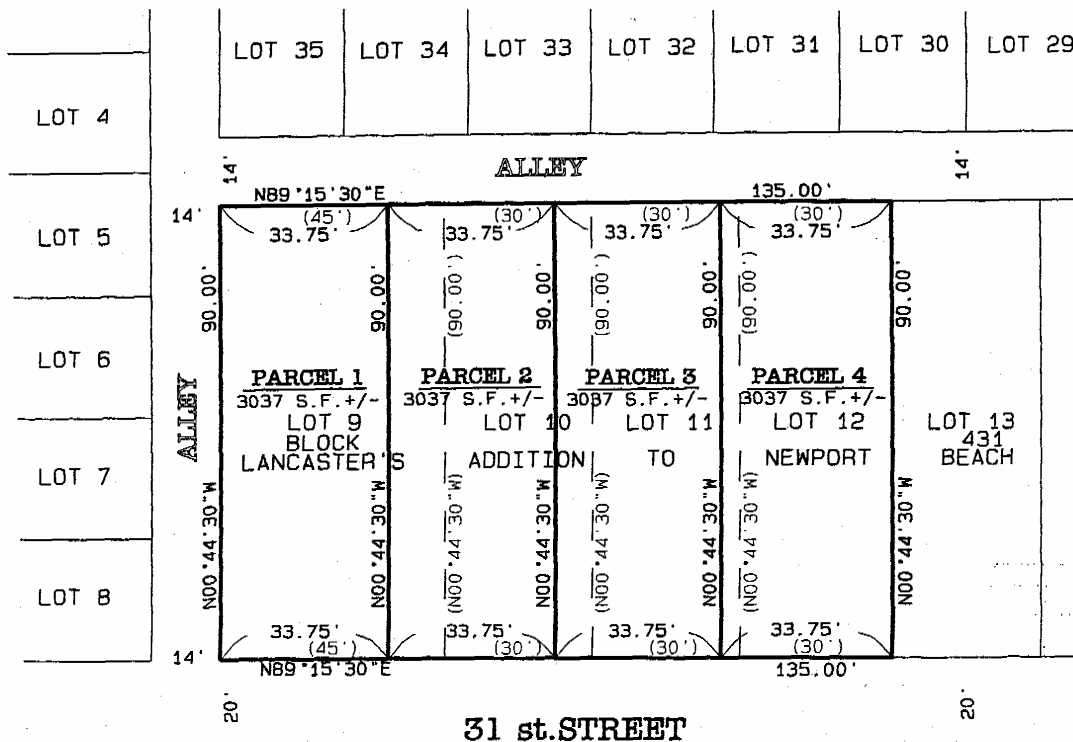 LOT 35 LOT 34 LOT 33 LOT 32 LOT 31 LOT 30 LOT 29
LOT 4
ALLEY
14' 14'
N89°15'30"E 135.00'
14' (45') (30') (30') (30')
33.75' 33.75' 33.75' 33.75'
LOT 5
90.00' 90.00' (90.00') 90.00' (90.00') 90.00' (90.00') 90.00'
LOT 6
ALLEY
PARCEL 1 PARCEL 2 PARCEL 3 PARCEL 4
3037 S.F.+/- 3037 S.F.+/- 3037 S.F.+/- 3037 S.F.+/-
LOT 9 LOT 10 LOT 11 LOT 12 LOT 13
BLOCK 431
LANCASTER'S ADDITION TO NEWPORT BEACH
LOT 7
N00°44'30"W N00°44'30"W (N00°44'30"W) N00°44'30"W (N00°44'30"W) N00°44'30"W (N00°44'30"W) N00°44'30"W
LOT 8
33.75' 33.75' 33.75' 33.75'
14' (45') (30') (30') (30')
N89°15'30"E 135.00'
20' 20'
31 st.STREET